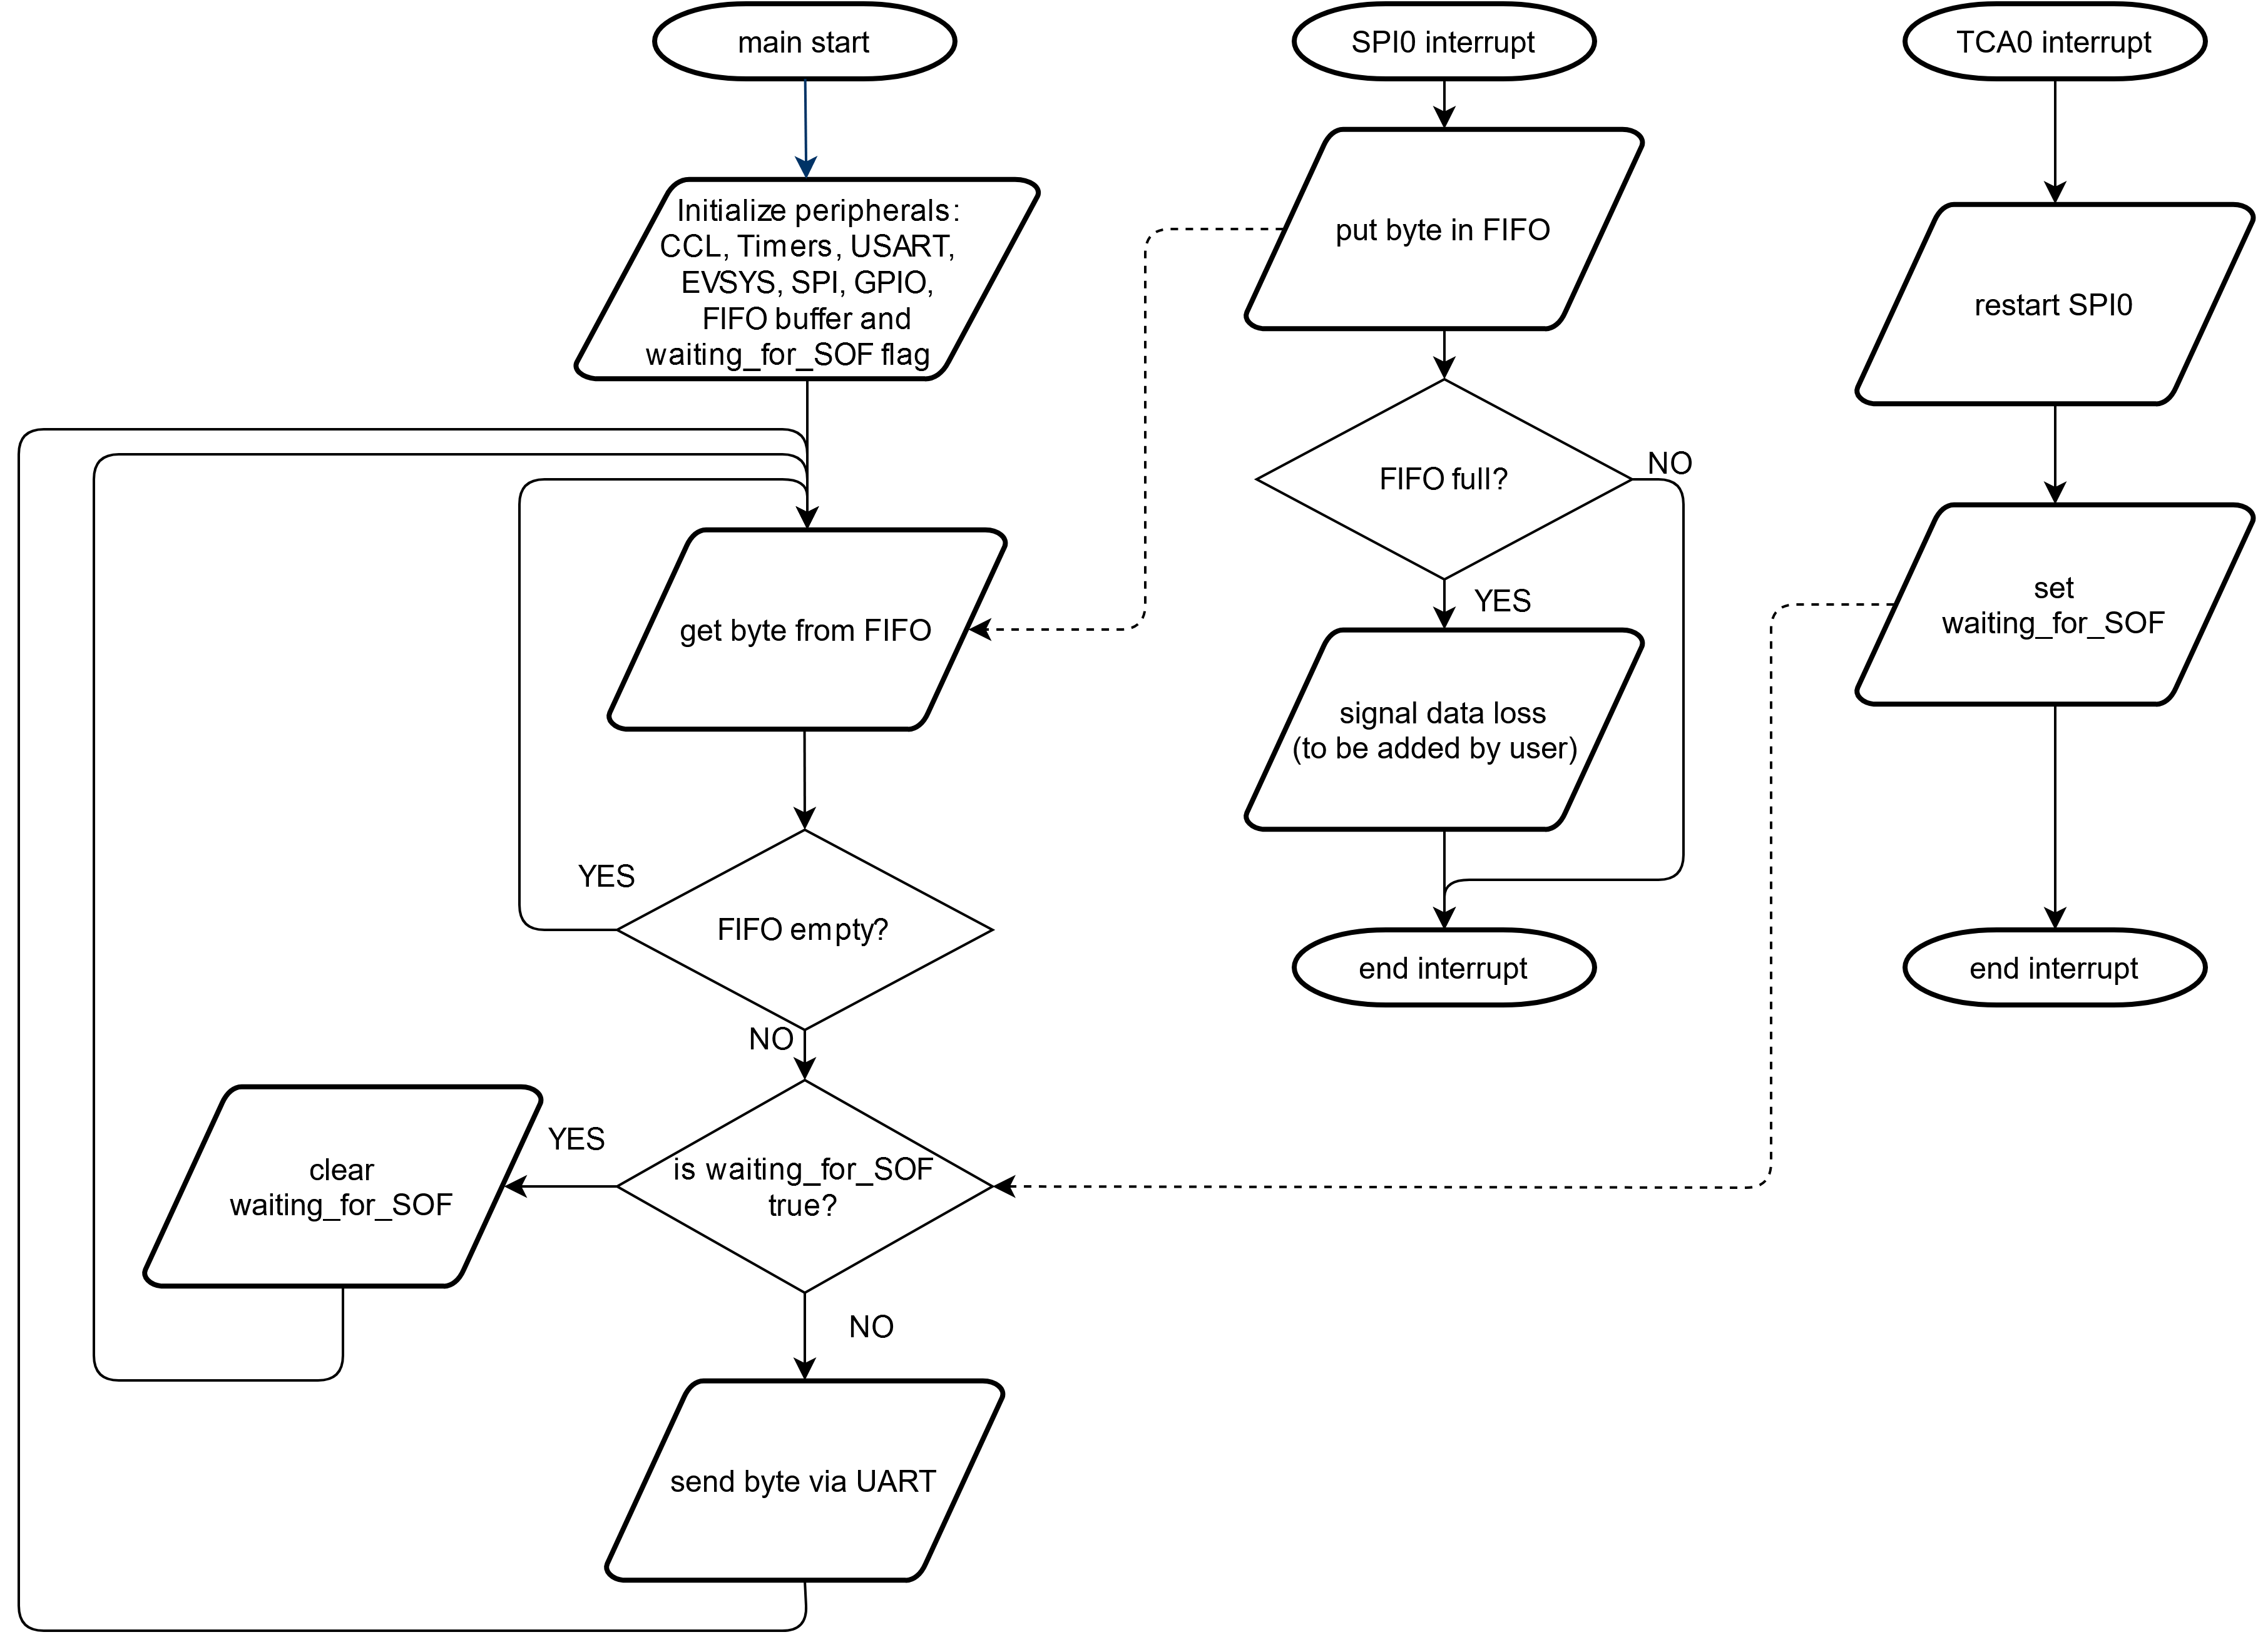 main start
Initialize peripherals:
CCL, Timers, USART,
EVSYS, SPI, GPIO,
FIFO buffer and
waiting_for_SOF flag
get byte from FIFO
YES
FIFO empty?
NO
is waiting_for_SOF
true?
YES
clear
waiting_for_SOF
NO
send byte via UART
SPI0 interrupt
put byte in FIFO
FIFO full?
NO
YES
signal data loss
(to be added by user)
end interrupt
TCA0 interrupt
restart SPI0
set
waiting_for_SOF
end interrupt